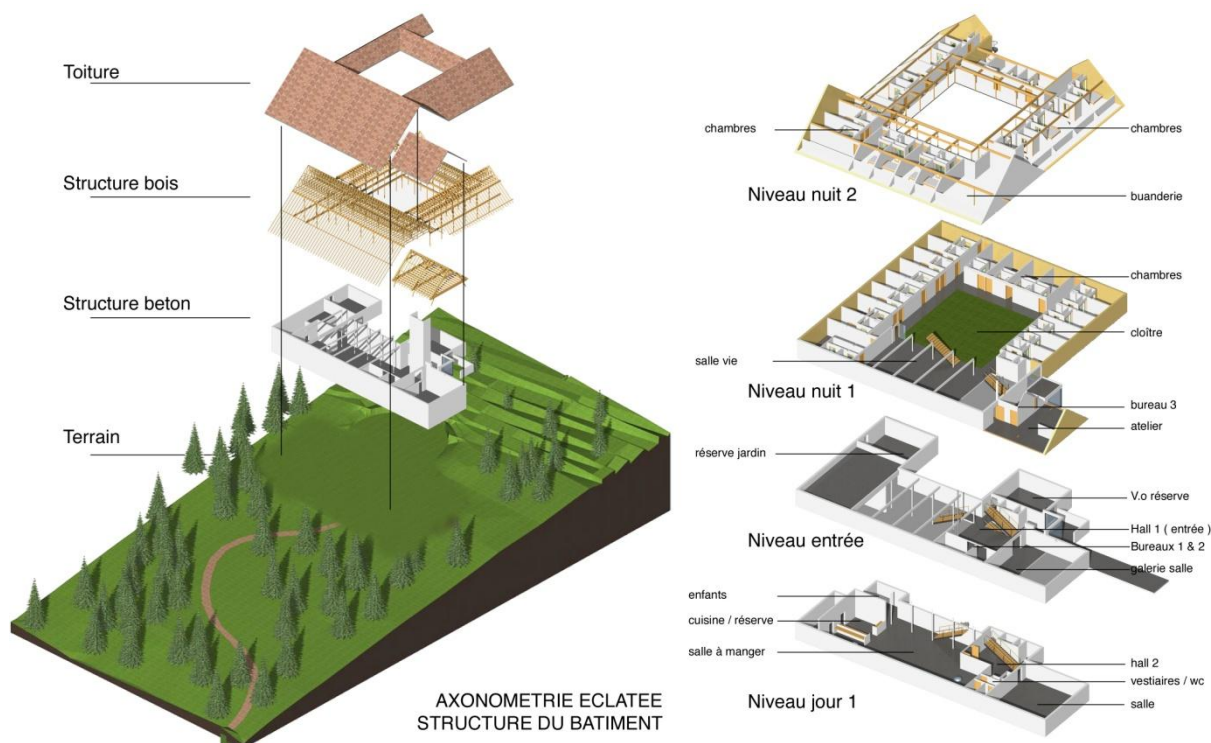 Toiture
Structure bois
Structure beton
Terrain
AXONOMETRIE ECLATEE
STRUCTURE DU BATIMENT
chambres
chambres
Niveau nuit 2
buanderie
chambres
cloître
salle vie
Niveau nuit 1
bureau 3
atelier
réserve jardin
V.o réserve
Hall 1 ( entrée )
Niveau entrée
Bureaux 1 & 2
galerie salle
enfants
cuisine / réserve
salle à manger
hall 2
vestiaires / wc
Niveau jour 1
salle